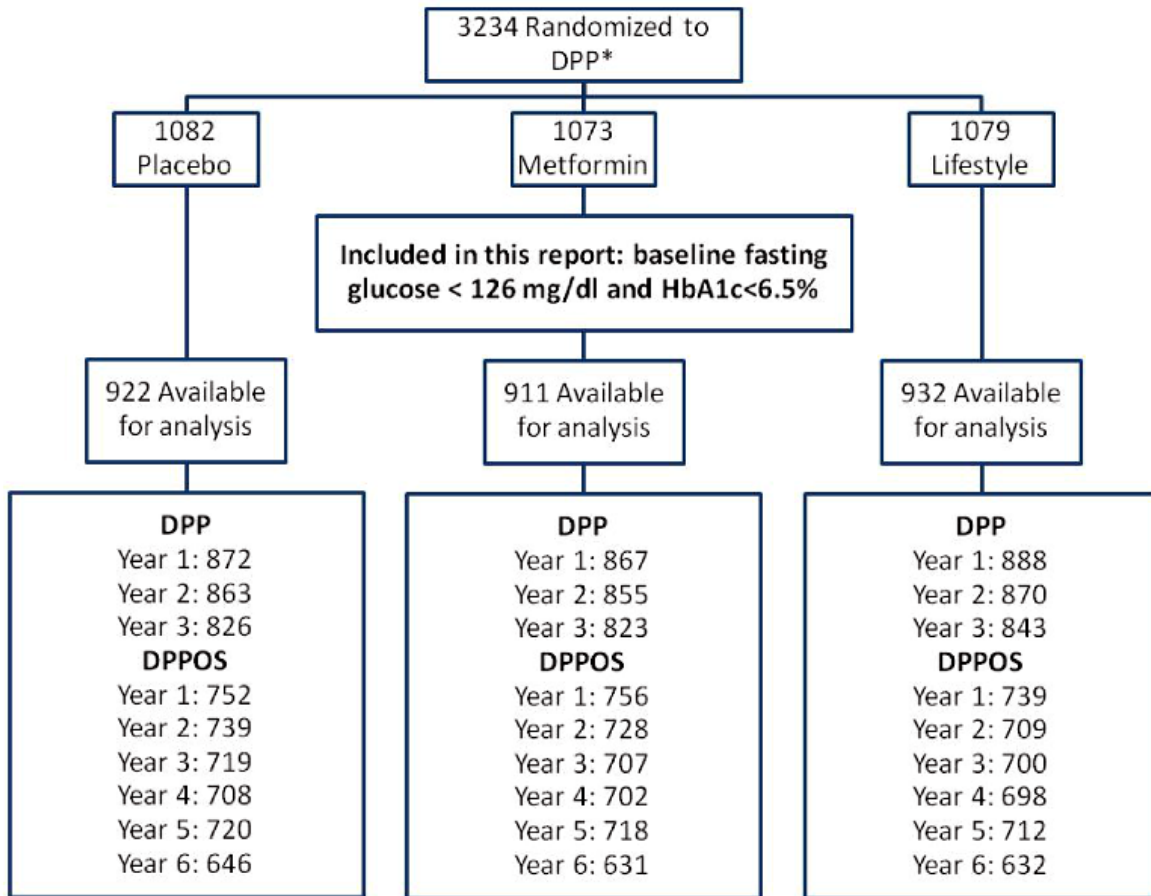 3234 Randomized to
DPP*
1082
Placebo
1073
Metformin
1079
Lifestyle
Included in this report: baseline fasting
glucose < 126 mg/dl and HbA1c<6.5%
922 Available
for analysis
911 Available
for analysis
932 Available
for analysis
DPP
Year 1: 872
Year 2: 863
Year 3: 826
DPPOS
Year 1: 752
Year 2: 739
Year 3: 719
Year 4: 708
Year 5: 720
Year 6: 646
DPP
Year 1: 867
Year 2: 855
Year 3: 823
DPPOS
Year 1: 756
Year 2: 728
Year 3: 707
Year 4: 702
Year 5: 718
Year 6: 631
DPP
Year 1: 888
Year 2: 870
Year 3: 843
DPPOS
Year 1: 739
Year 2: 709
Year 3: 700
Year 4: 698
Year 5: 712
Year 6: 632